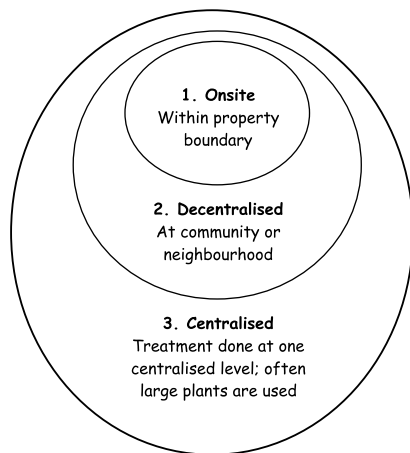 1. Onsite
Within property
boundary
2. Decentralised
At community or
neighbourhood
3. Centralised
Treatment done at one
centralised level; often
large plants are used